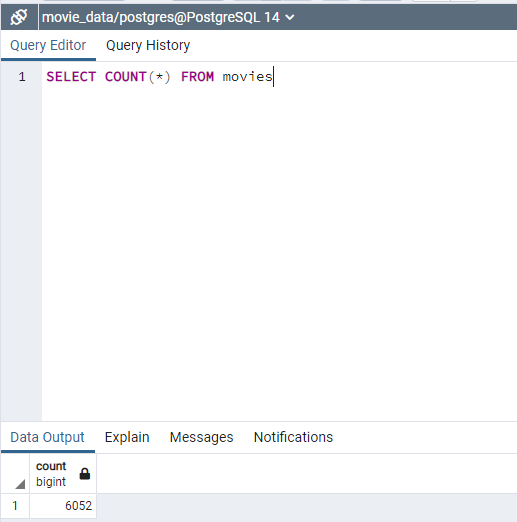 movie_data/postgres@PostgreSQL 14
Query Editor Query History
1 SELECT COUNT(*) FROM movies
Data Output Explain Messages Notifications
count
bigint
1 6052